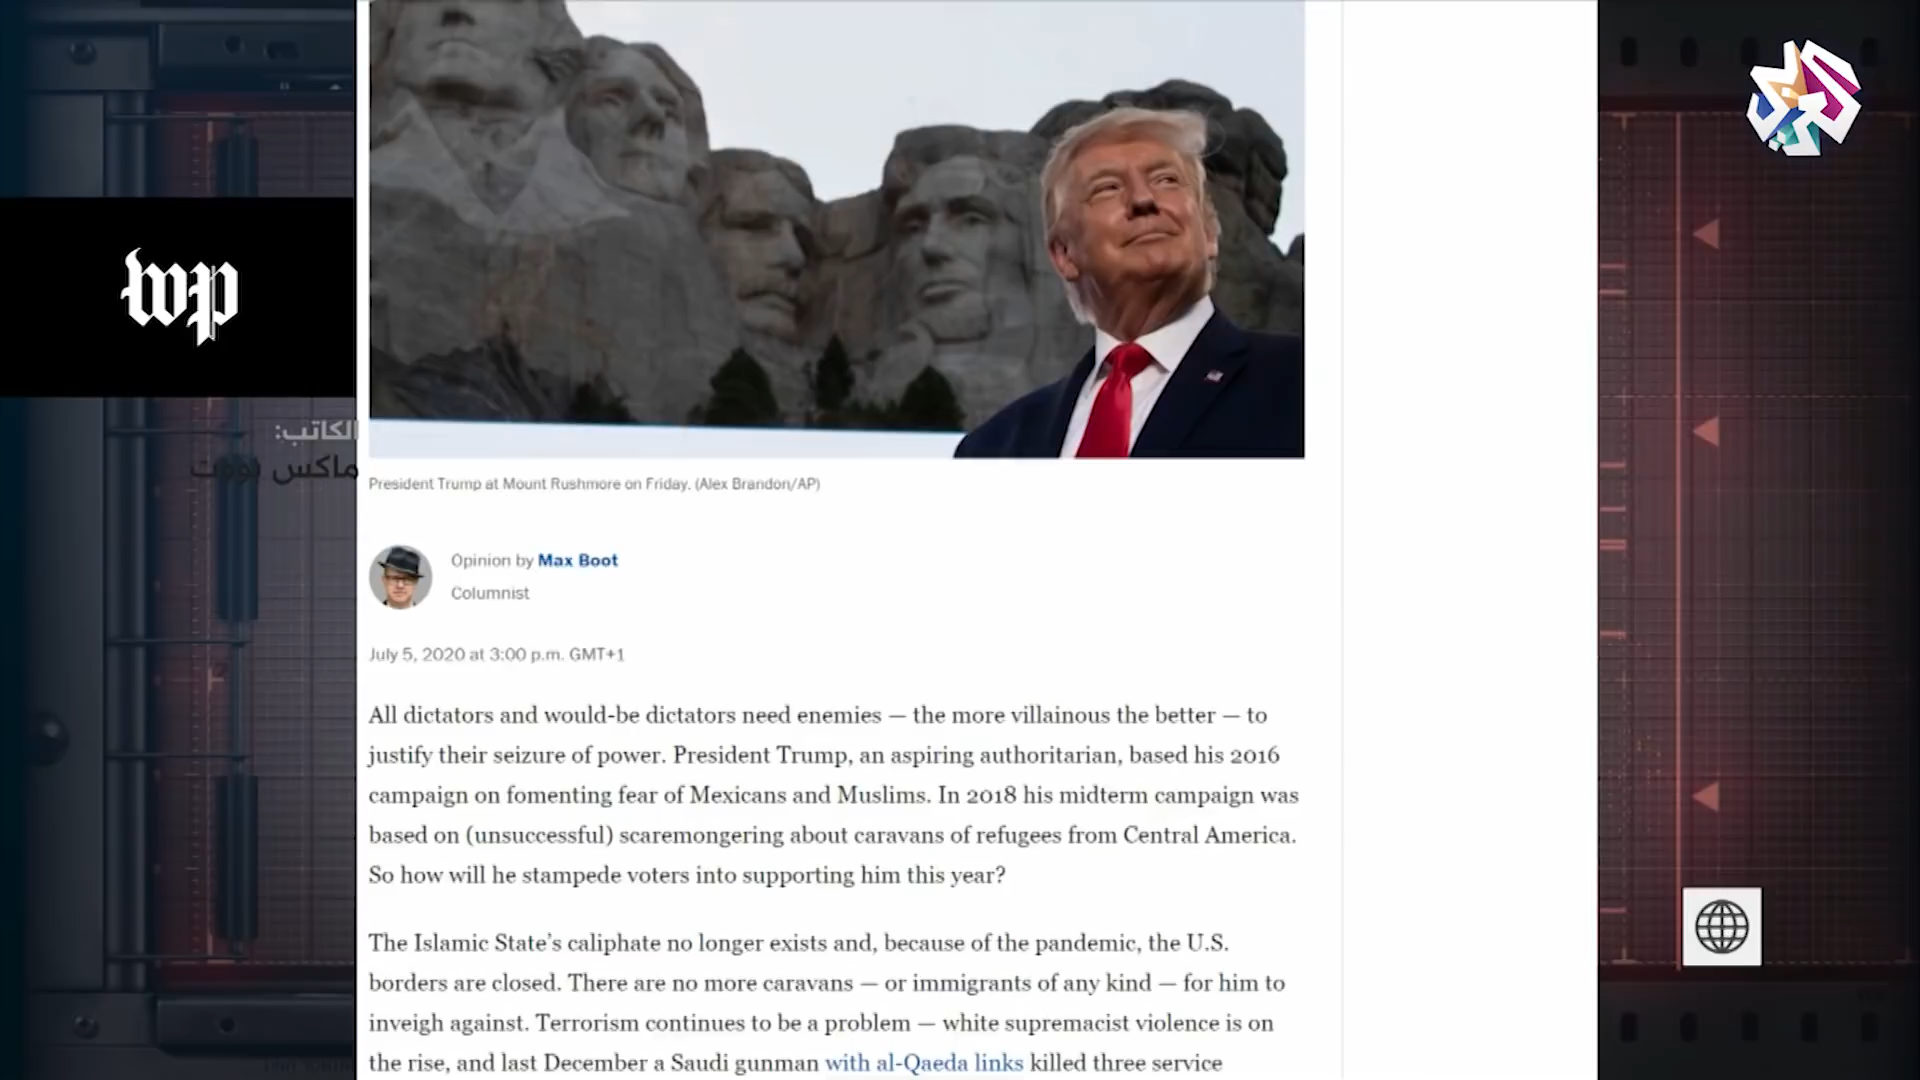 wp
الكاتب:
ماكس بووت
President Trump at Mount Rushmore on Friday. (Alex Brandon/AP)
Opinion by Max Boot
Columnist
July 5, 2020 at 3:00 p.m. GMT+1
All dictators and would-be dictators need enemies — the more villainous the better — to
justify their seizure of power. President Trump, an aspiring authoritarian, based his 2016
campaign on fomenting fear of Mexicans and Muslims. In 2018 his midterm campaign was
based on (unsuccessful) scaremongering about caravans of refugees from Central America.
So how will he stampede voters into supporting him this year?
The Islamic State’s caliphate no longer exists and, because of the pandemic, the U.S.
borders are closed. There are no more caravans — or immigrants of any kind — for him to
inveigh against. Terrorism continues to be a problem — white supremacist violence is on
the rise, and last December a Saudi gunman with al-Qaeda links killed three service